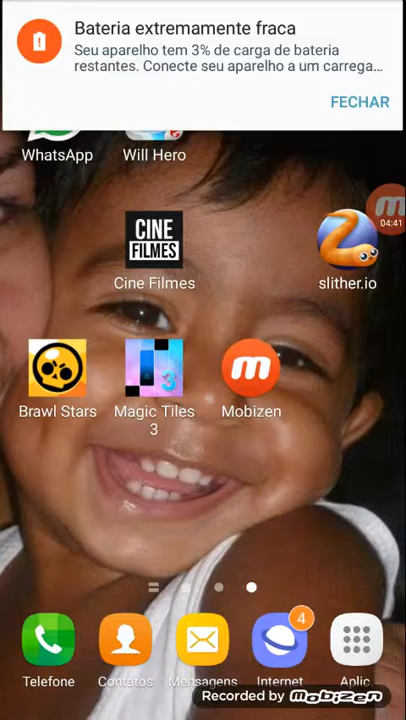 Bateria extremamente fraca
Seu aparelho tem 3% de carga de bateria
restantes. Conecte seu aparelho a um carrega...
FECHAR
WhatsApp
Will Hero
04:41
CINE
FILMES
Cine Filmes
slither.io
3
Brawl Stars
Magic Tiles
3
Mobizen
4
Telefone
Contatos
Mensagens
Internet
Aplic.
Recorded by mobizen